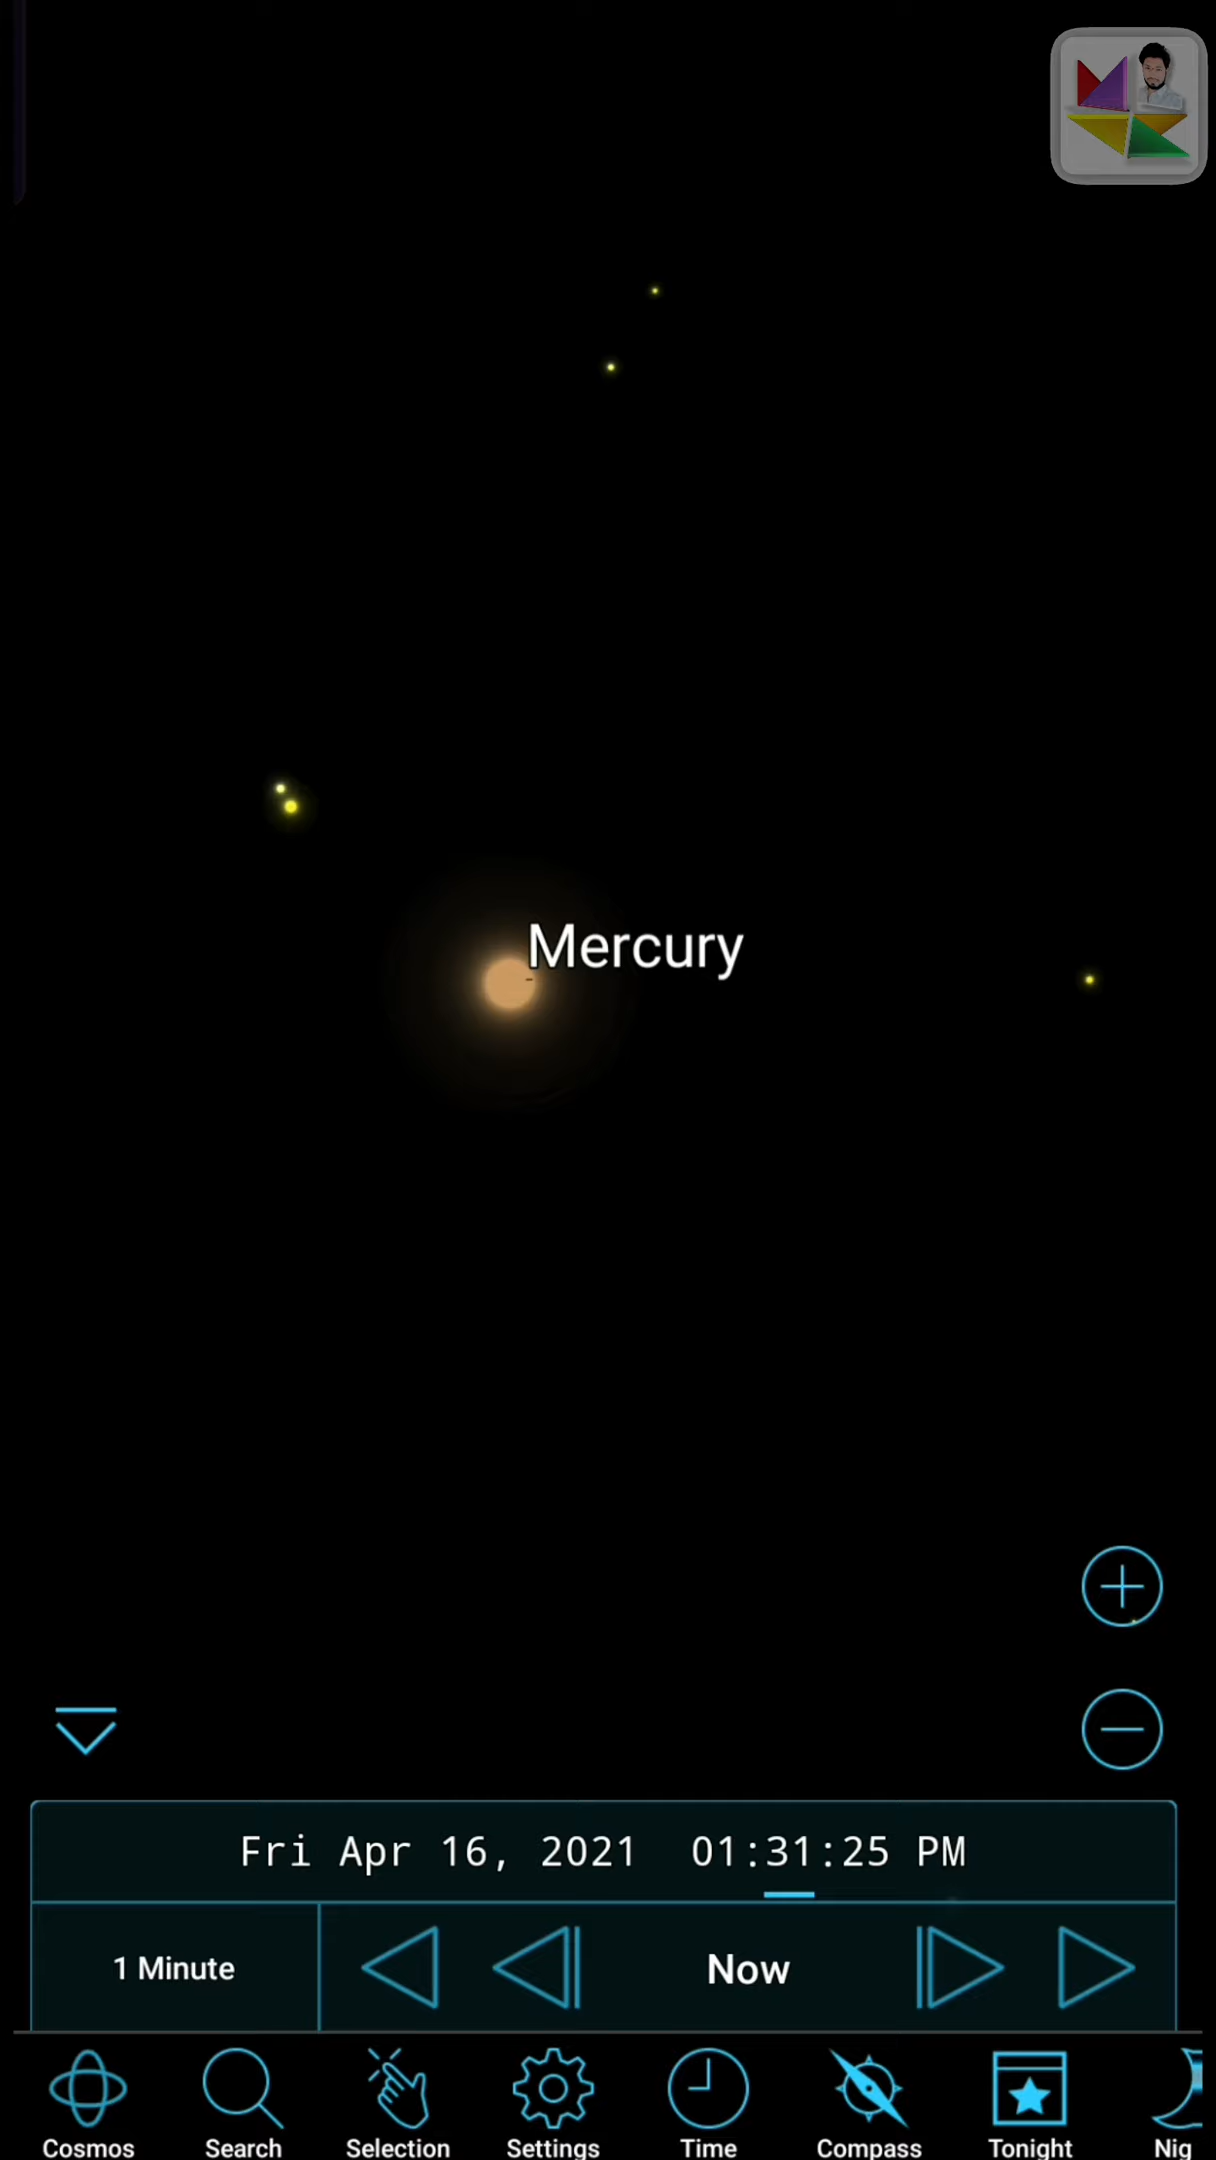 Mercury
Fri Apr 16, 2021 01:31:25 PM
1 Minute
Now
Cosmos
Search
Selection
Settings
Time
Compass
Tonight
Nig